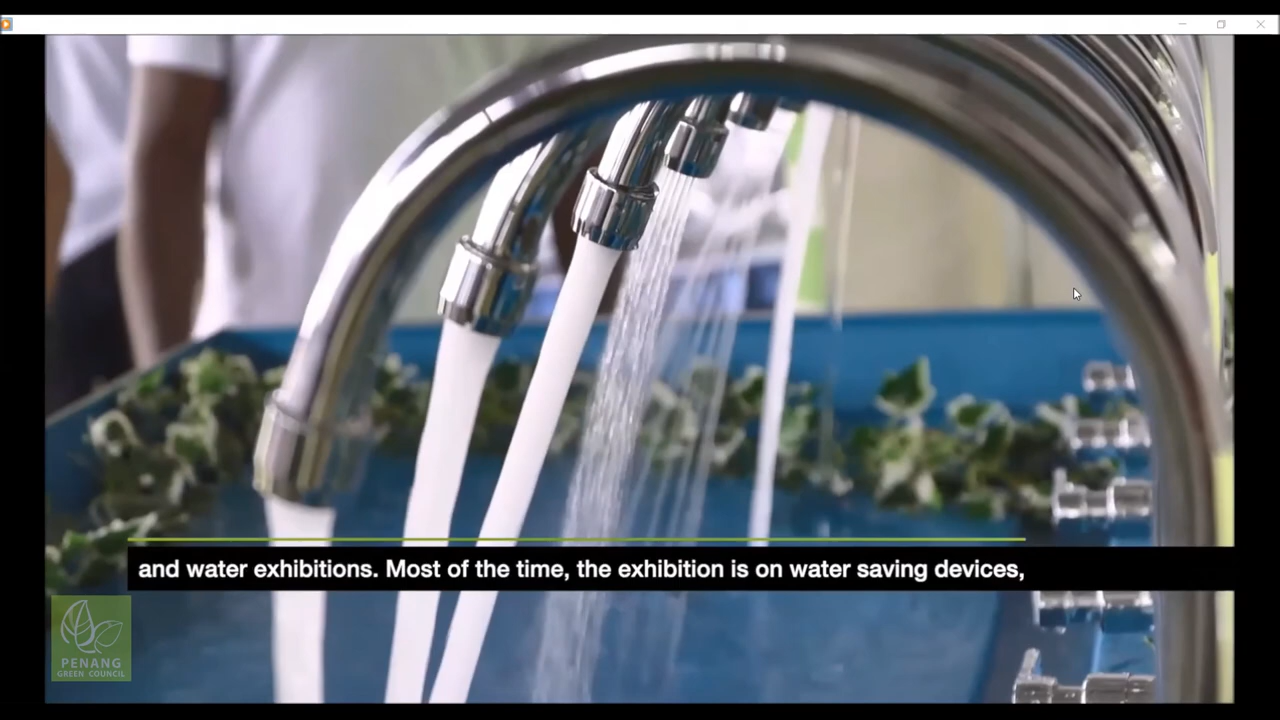 and water exhibitions. Most of the time, the exhibition is on water saving devices,
PENANG
GREEN COUNCIL